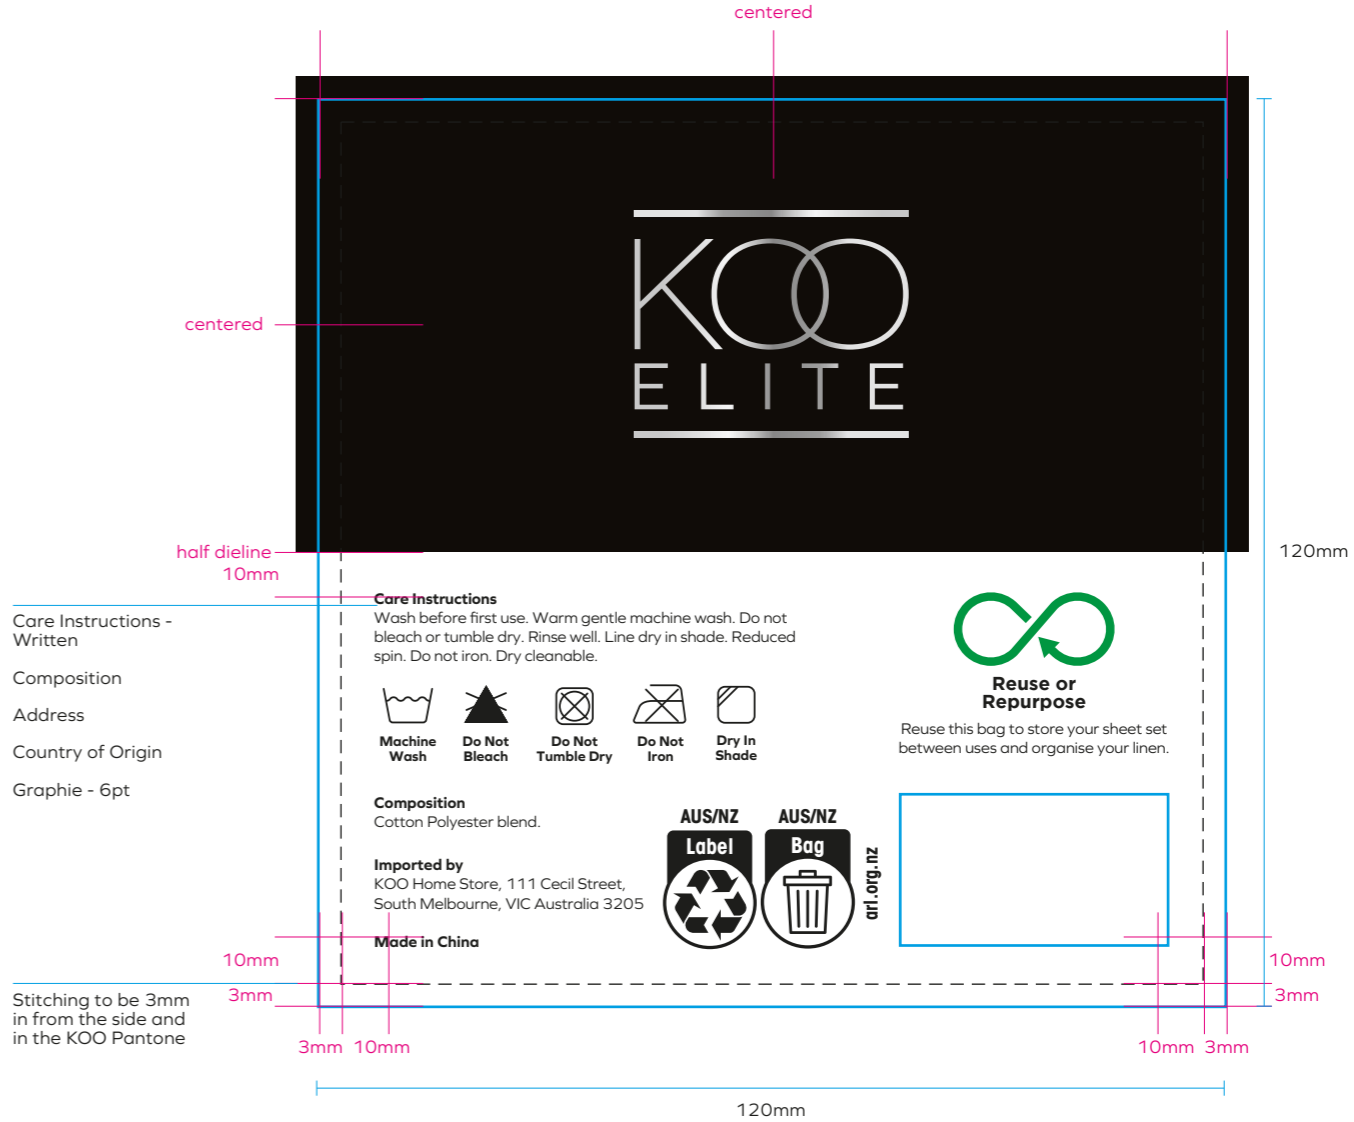 centered
centered
KOO
ELITE
half dieline
10mm
120mm
Care Instructions -
Written
Composition
Address
Country of Origin
Graphie - 6pt
Care Instructions
Wash before first use. Warm gentle machine wash. Do not
bleach or tumble dry. Rinse well. Line dry in shade. Reduced
spin. Do not iron. Dry cleanable.
Machine
Wash
Do Not
Bleach
Do Not
Tumble Dry
Do Not
Iron
Dry In
Shade
Reuse or
Repurpose
Reuse this bag to store your sheet set
between uses and organise your linen.
Composition
Cotton Polyester blend.
Imported by
KOO Home Store, 111 Cecil Street,
South Melbourne, VIC Australia 3205
Made in China
AUS/NZ
Label
AUS/NZ
Bag
arl.org.nz
10mm
3mm
10mm
3mm
Stitching to be 3mm
in from the side and
in the KOO Pantone
3mm 10mm
10mm 3mm
120mm